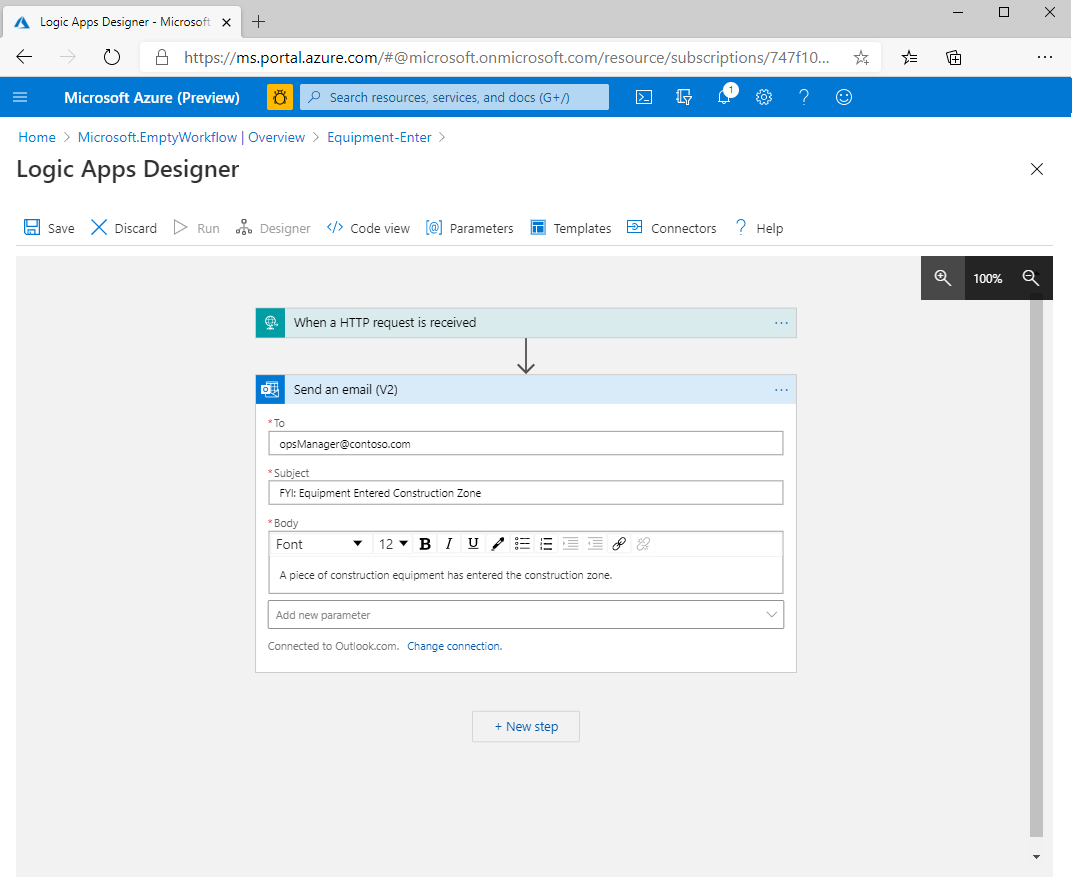 Logic Apps Designer - Microsoft
https://ms.portal.azure.com/#@microsoft.onmicrosoft.com/resource/subscriptions/747f10...
Microsoft Azure (Preview)
Search resources, services, and docs (G+/)
1
Home > Microsoft.EmptyWorkflow | Overview > Equipment-Enter >
Logic Apps Designer
Save Discard Run Designer Code view Parameters Templates Connectors ? Help
100%
When a HTTP request is received ...
Send an email (V2) ...
* To
opsManager@contoso.com
* Subject
FYI: Equipment Entered Construction Zone
* Body
Font 12 B I U
A piece of construction equipment has entered the construction zone.
Add new parameter
Connected to Outlook.com. Change connection.
+ New step